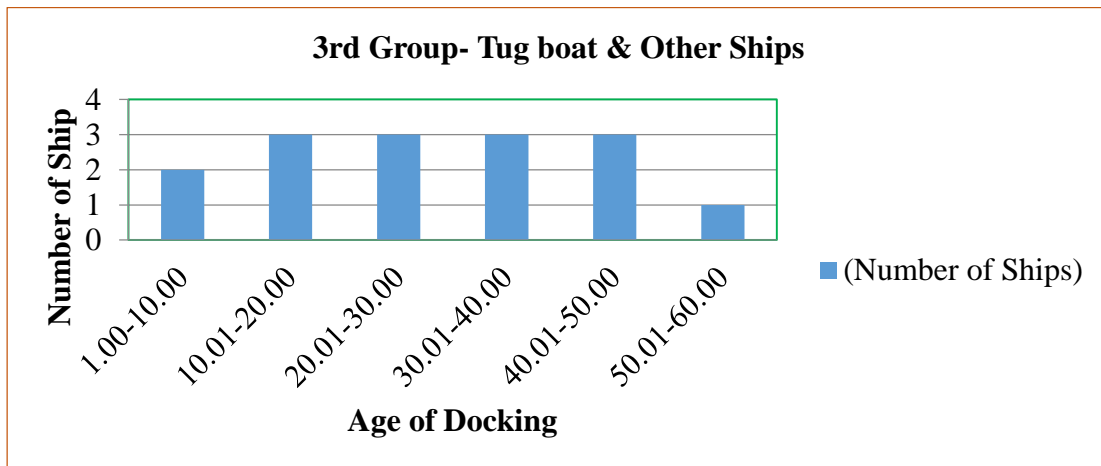 3rd Group- Tug boat & Other Ships
Number of Ship
4
3
2
1
0
1.00-10.00
10.01-20.00
20.01-30.00
30.01-40.00
40.01-50.00
50.01-60.00
Age of Docking
(Number of Ships)